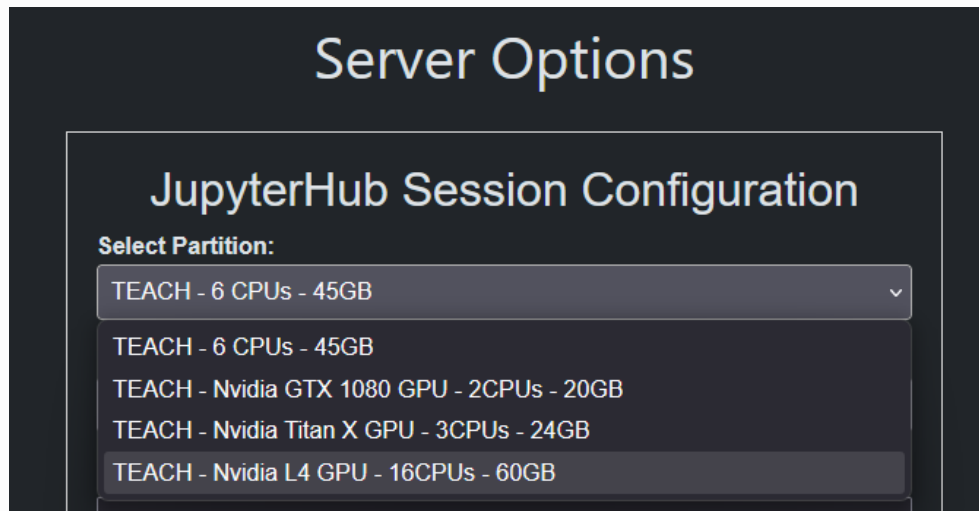 Server Options
JupyterHub Session Configuration
Select Partition:
TEACH - 6 CPUs - 45GB
TEACH - 6 CPUs - 45GB
TEACH - Nvidia GTX 1080 GPU - 2CPUs - 20GB
TEACH - Nvidia Titan X GPU - 3CPUs - 24GB
TEACH - Nvidia L4 GPU - 16CPUs - 60GB